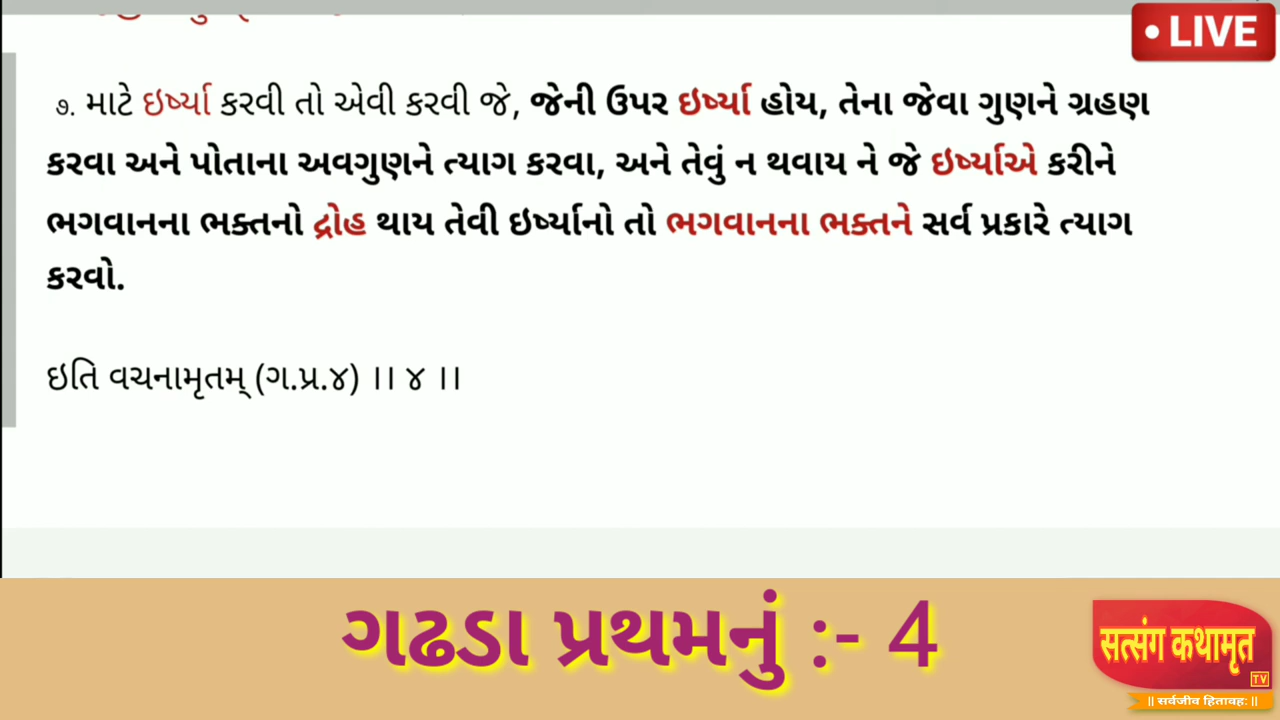 • LIVE
૭. માટે ઇર્ષ્યા કરવી તો એવી કરવી જે, જેની ઉપર ઇર્ષ્યા હોય, તેના જેવા ગુણને ગ્રહણ
કરવા અને પોતાના અવગુણને ત્યાગ કરવા, અને તેવું ન થવાય ને જે ઇર્ષ્યાએ કરીને
ભગવાનના ભક્તનો દ્રોહ થાય તેવી ઇર્ષ્યાનો તો ભગવાનના ભક્તને સર્વ પ્રકારે ત્યાગ
કરવો.
ઇતિ વચનામૃતમ્ (ગ.પ્ર.૪) ।। ૪ ।।
ગઢડા પ્રથમનું :- 4
सत्संग कथामृत
TV
॥ सर्वजीव हितावहः ॥